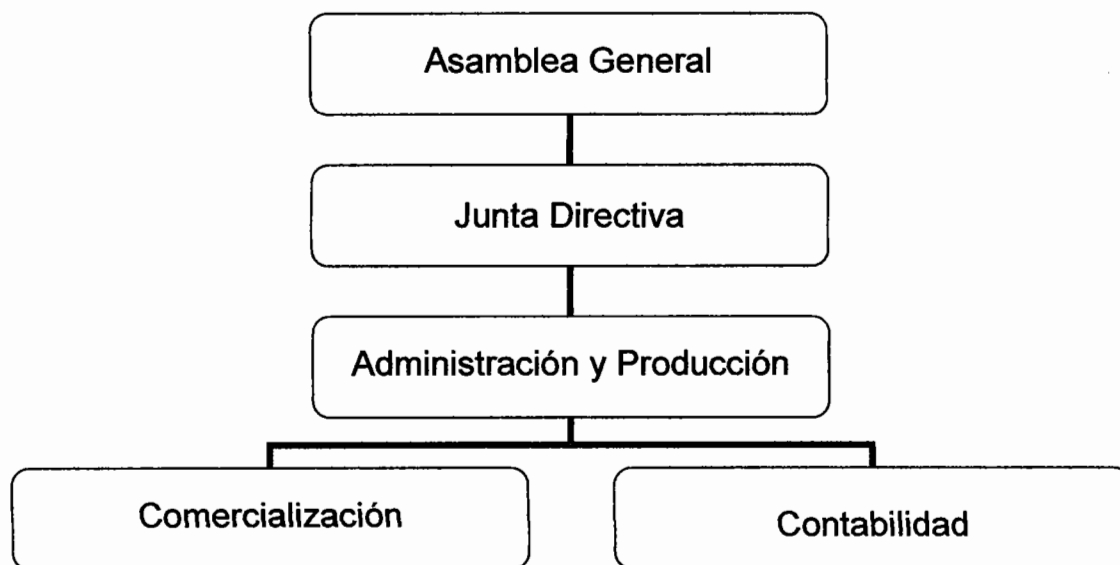 Asamblea General
Junta Directiva
Administración y Producción
Comercialización
Contabilidad